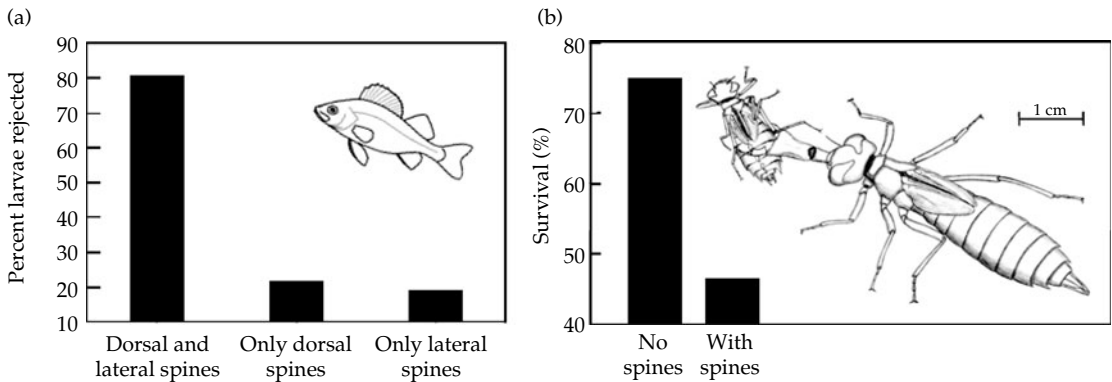 (a)
Percent larvae rejected
90
80
70
60
50
40
30
20
10
Dorsal and
lateral spines
Only dorsal
spines
Only lateral
spines
(b)
Survival (%)
80
70
60
50
40
No
spines
With
spines
1 cm